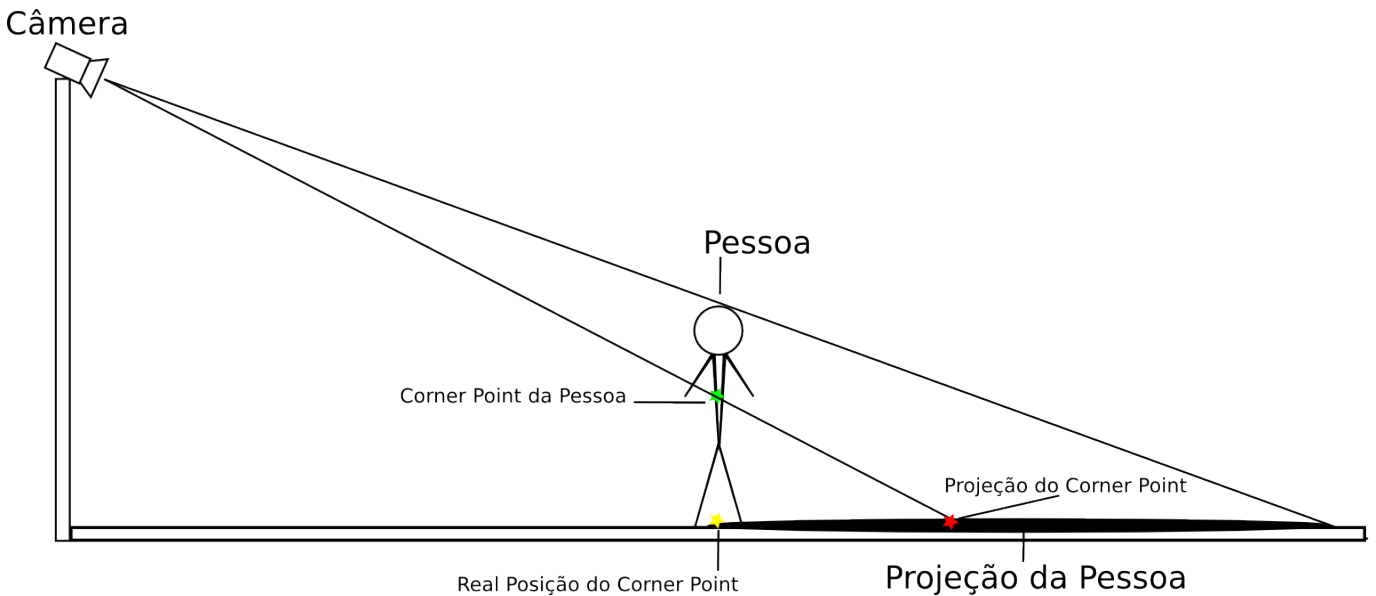 Câmera
Pessoa
Corner Point da Pessoa
Projeção do Corner Point
Real Posição do Corner Point
Projeção da Pessoa